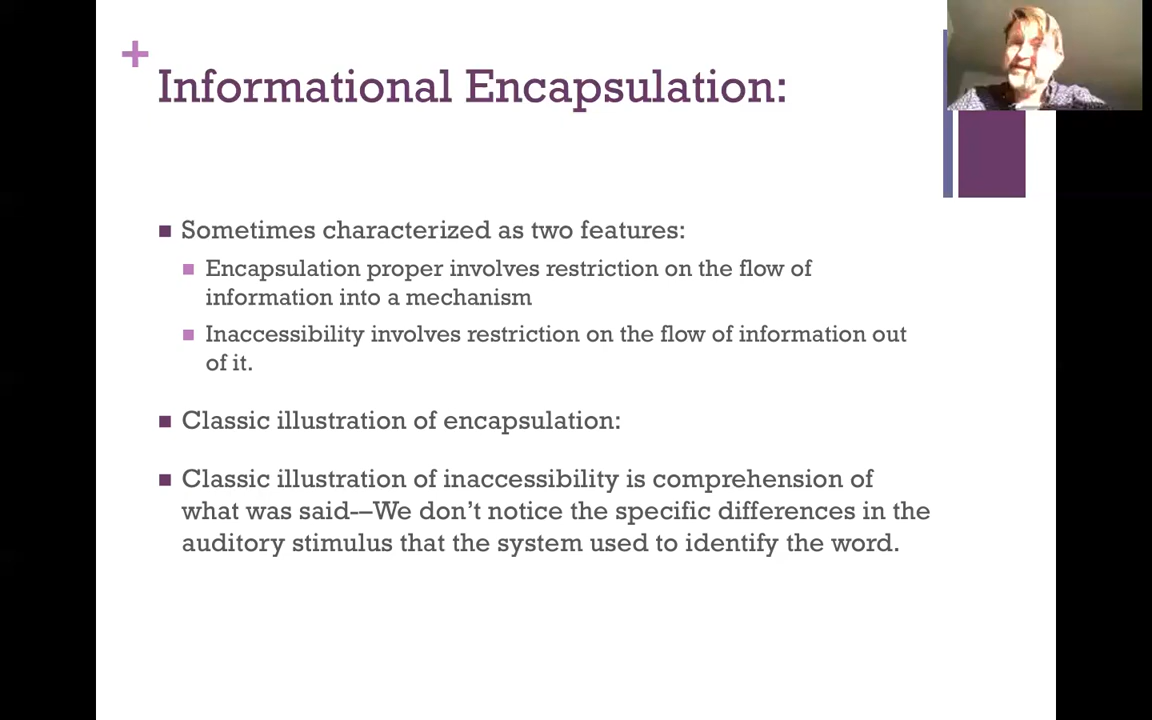 +
Informational Encapsulation:
■ Sometimes characterized as two features:
■ Encapsulation proper involves restriction on the flow of
information into a mechanism
■ Inaccessibility involves restriction on the flow of information out
of it.
■ Classic illustration of encapsulation:
■ Classic illustration of inaccessibility is comprehension of
what was said-–We don’t notice the specific differences in the
auditory stimulus that the system used to identify the word.